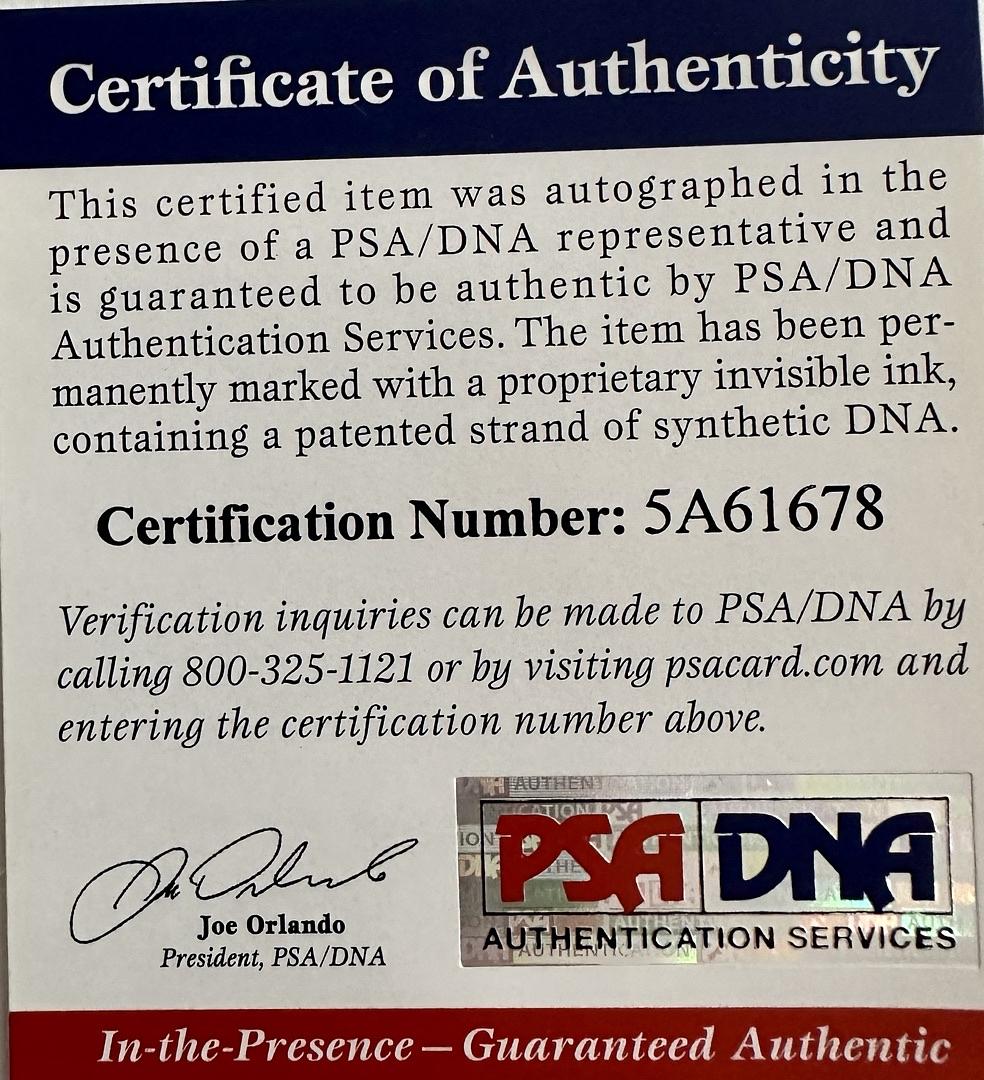 Certificate of Authenticity
This certified item was autographed in the
presence of a PSA/DNA representative and
is guaranteed to be authentic by PSA/DNA
Authentication Services. The item has been per-
manently marked with a proprietary invisible ink,
containing a patented strand of synthetic DNA.
Certification Number: 5A61678
Verification inquiries can be made to PSA/DNA by
calling 800-325-1121 or by visiting psacard.com and
entering the certification number above.
Joe Orlando
President, PSA/DNA
PSA DNA
AUTHENTICATION SERVICES
In-the-Presence – Guaranteed Authentic